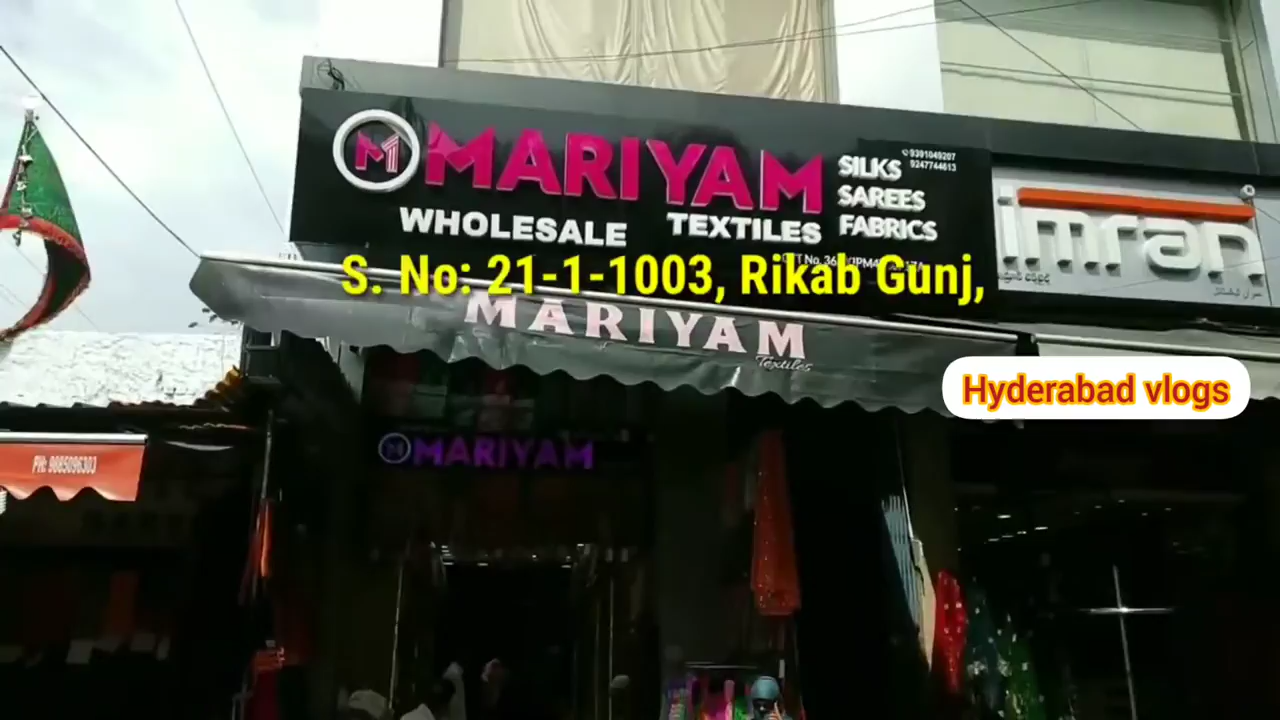 MARIYAM
WHOLESALE TEXTILES
SILKS
SAREES
FABRICS
9391049207
9247744613
imran
S. No: 21-1-1003, Rikab Gunj,
MARIYAM
Textiles
Hyderabad vlogs
MARIYAM
PH: 9885096303